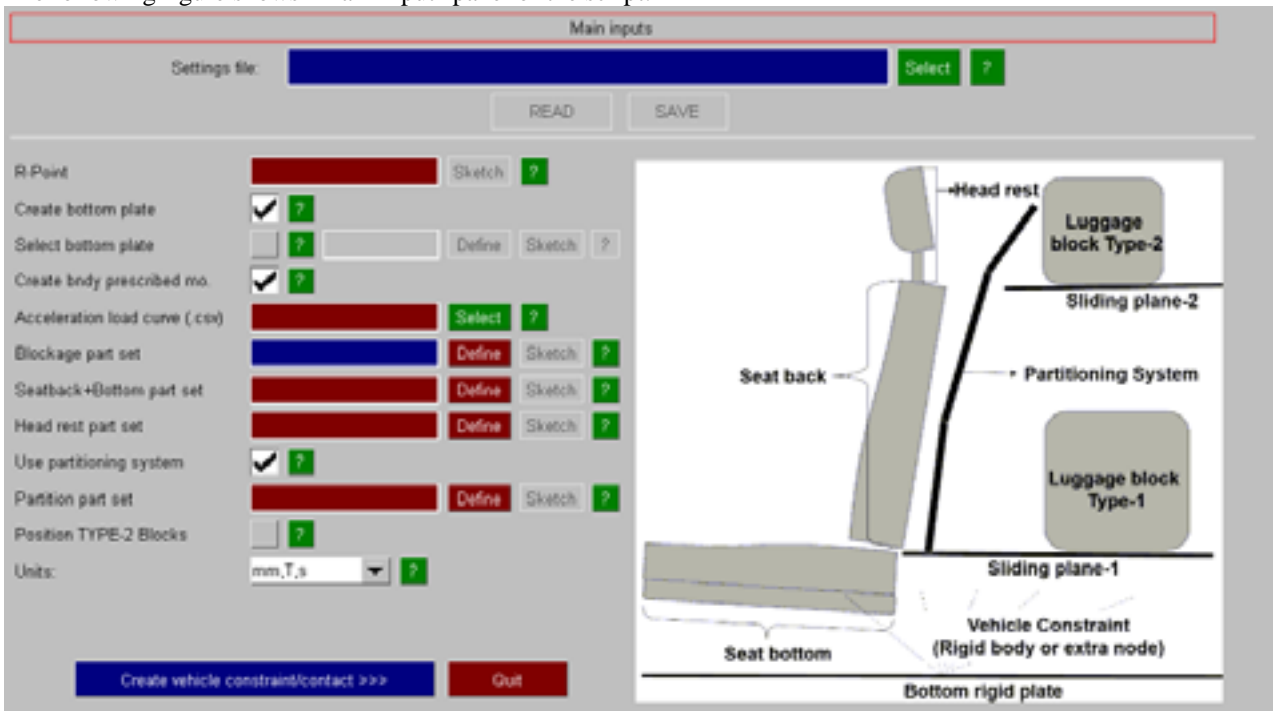 Main inputs
Settings file: Select ?
READ SAVE
R-Point Sketch ?
Create bottom plate ?
Select bottom plate ? Define Sketch ?
Create bndy prescribed mo. ?
Acceleration load curve (.csv) Select ?
Blockage part set Define Sketch ?
Seatback+Bottom part set Define Sketch ?
Head rest part set Define Sketch ?
Use partitioning system ?
Partition part set Define Sketch ?
Position TYPE-2 Blocks ?
Units: mm,T,s ?
Create vehicle constraint/contact >>> Quit
Head rest
Luggage
block Type-2
Sliding plane-2
Seat back
Partitioning System
Luggage block
Type-1
Sliding plane-1
Vehicle Constraint
(Rigid body or extra node)
Seat bottom
Bottom rigid plate